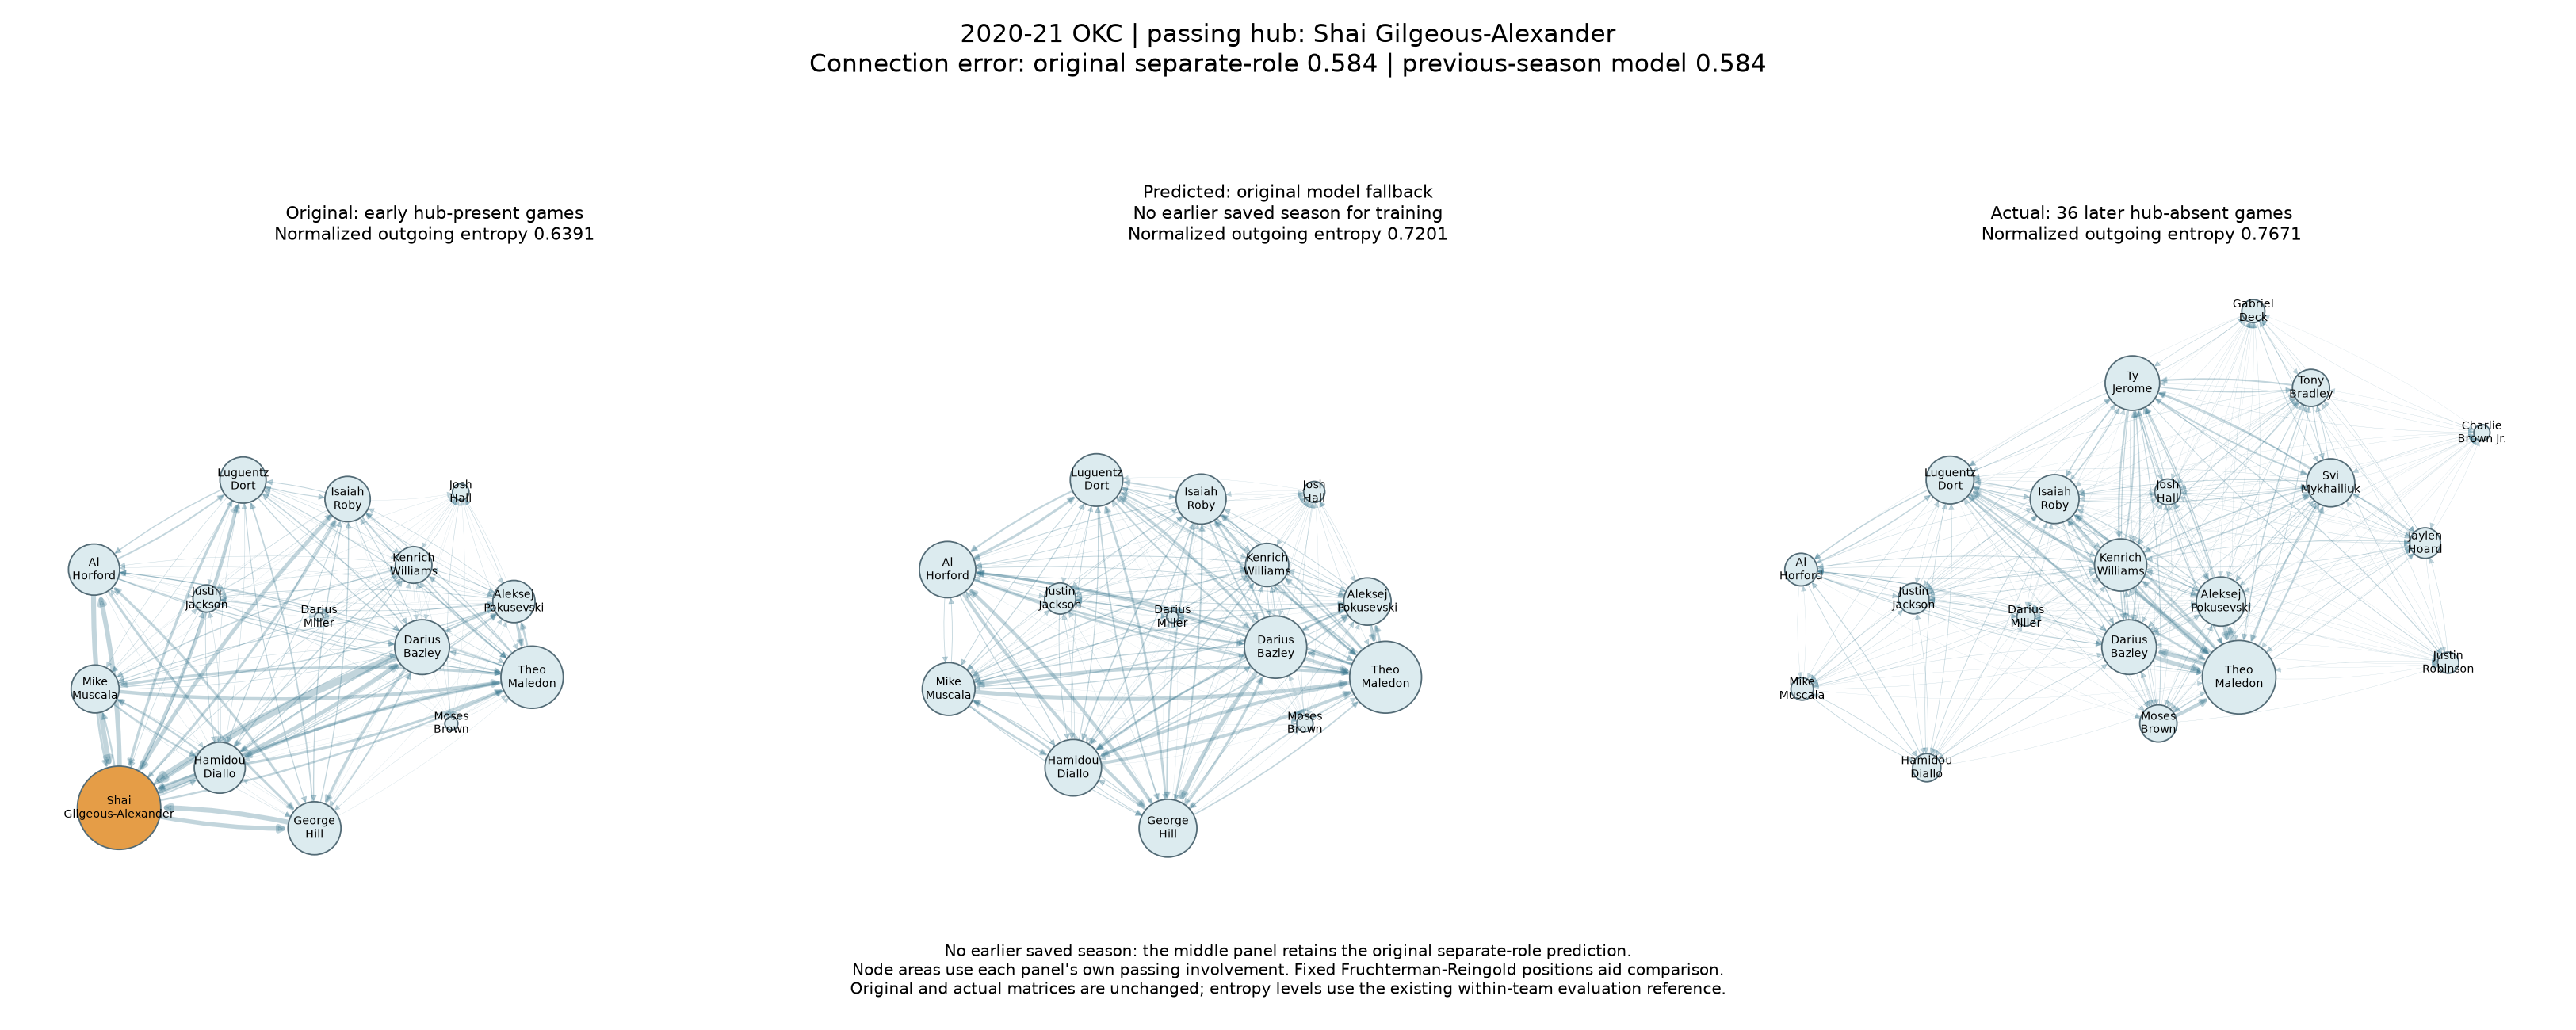 2020-21 OKC | passing hub: Shai Gilgeous-Alexander
Connection error: original separate-role 0.584 | previous-season model 0.584
Original: early hub-present games
Normalized outgoing entropy 0.6391
Luguentz
Dort
Isaiah
Roby
Josh
Hall
Al
Horford
Kenrich
Williams
Justin
Jackson
Darius
Miller
Aleksej
Pokusevski
Darius
Bazley
Theo
Maledon
Mike
Muscala
Moses
Brown
Hamidou
Diallo
Shai
Gilgeous-Alexander
George
Hill
Predicted: original model fallback
No earlier saved season for training
Normalized outgoing entropy 0.7201
Luguentz
Dort
Isaiah
Roby
Josh
Hall
Al
Horford
Kenrich
Williams
Justin
Jackson
Darius
Miller
Aleksej
Pokusevski
Darius
Bazley
Theo
Maledon
Mike
Muscala
Moses
Brown
Hamidou
Diallo
George
Hill
Actual: 36 later hub-absent games
Normalized outgoing entropy 0.7671
Gabriel
Deck
Ty
Jerome
Tony
Bradley
Charlie
Brown Jr.
Luguentz
Dort
Isaiah
Roby
Josh
Hall
Svi
Mykhailiuk
Jaylen
Hoard
Al
Horford
Kenrich
Williams
Justin
Jackson
Darius
Miller
Aleksej
Pokusevski
Darius
Bazley
Theo
Maledon
Justin
Robinson
Mike
Muscala
Moses
Brown
Hamidou
Diallo
No earlier saved season: the middle panel retains the original separate-role prediction.
Node areas use each panel's own passing involvement. Fixed Fruchterman-Reingold positions aid comparison.
Original and actual matrices are unchanged; entropy levels use the existing within-team evaluation reference.